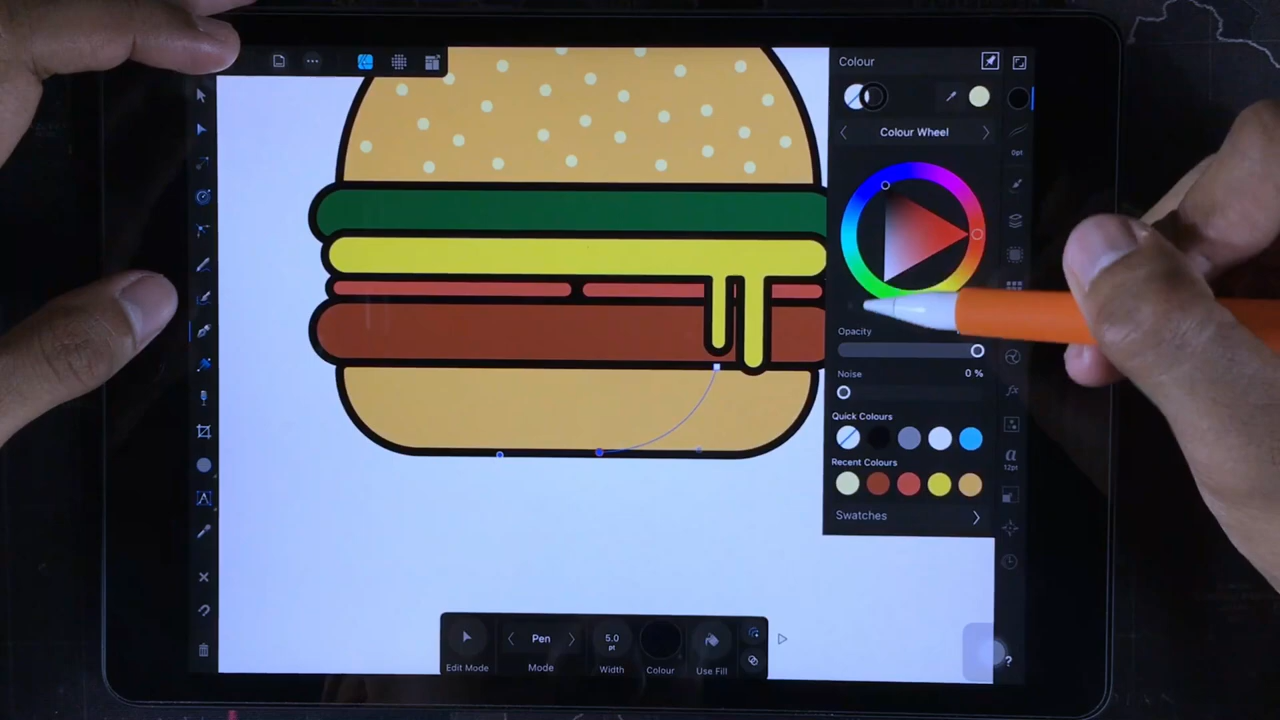 Colour
Colour Wheel
0pt
Opacity
Noise
0 %
Quick Colours
Recent Colours
a
12pt
Swatches
fx
Pen
5.0
pt
Edit Mode
Mode
Width
Colour
Use Fill
?
A